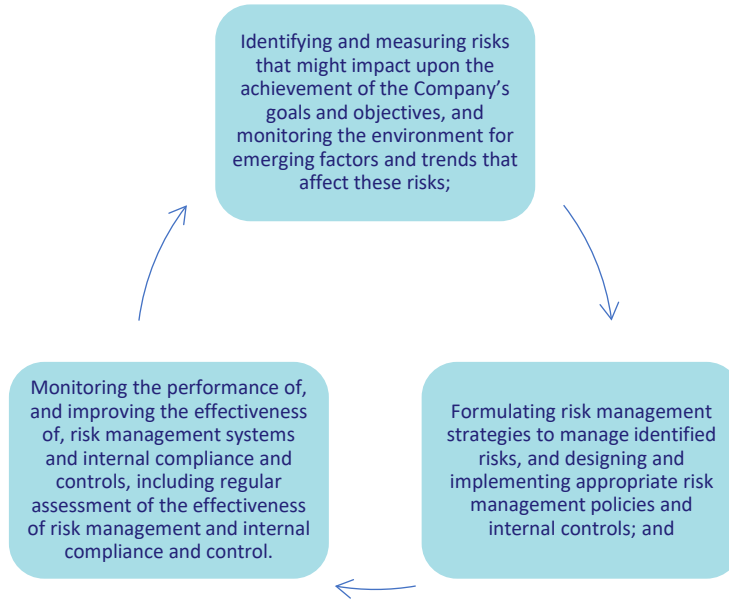 Identifying and measuring risks
that might impact upon the
achievement of the Company’s
goals and objectives, and
monitoring the environment for
emerging factors and trends that
affect these risks;
Formulating risk management
strategies to manage identified
risks, and designing and
implementing appropriate risk
management policies and
internal controls; and
Monitoring the performance of,
and improving the effectiveness
of, risk management systems
and internal compliance and
controls, including regular
assessment of the effectiveness
of risk management and internal
compliance and control.